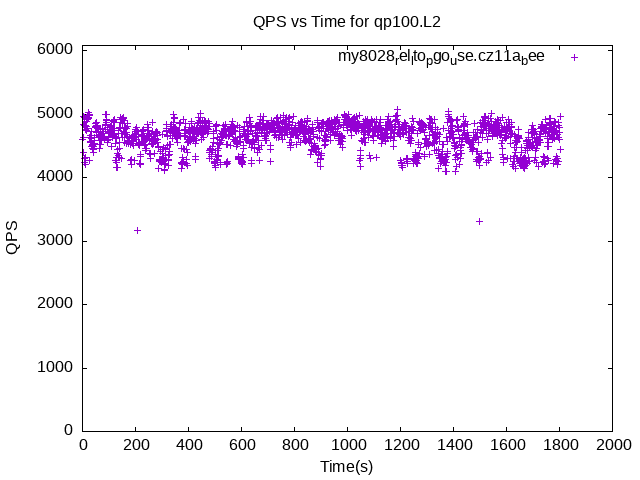 QPS vs Time for qp100.L2
my8028relltopgouse.cz11abee
6000
5000
4000
3000
2000
1000
0
QPS
0 200 400 600 800 1000 1200 1400 1600 1800 2000
Time(s)